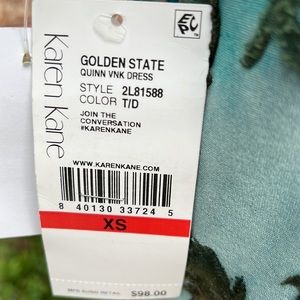 Karen Kane
EPC
GOLDEN STATE
QUINN VNK DRESS
STYLE 2L81588
COLOR T/D
JOIN THE
CONVERSATION
#KARENKANE
WWW.KARENKANE.COM
8 40130 33724 5
XS
$98.00